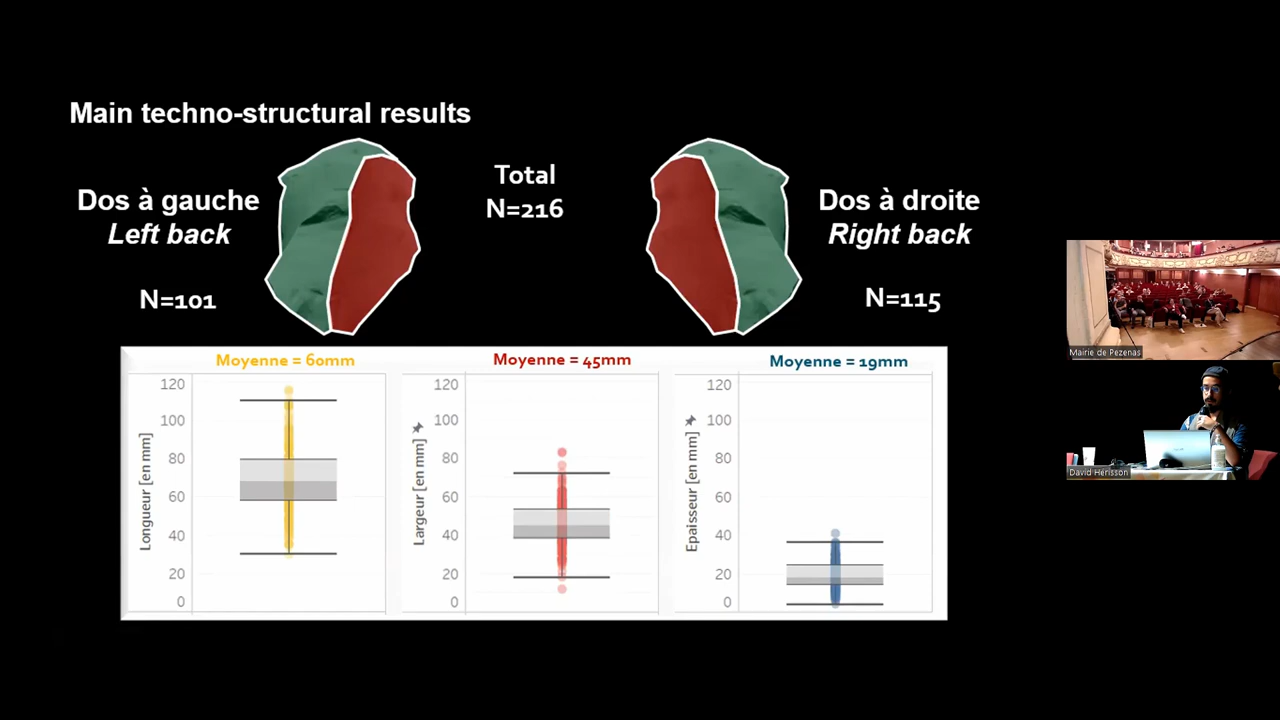 Main techno-structural results
Dos à gauche
Left back
N=101
Total
N=216
Dos à droite
Right back
N=115
Moyenne = 60mm
Longueur [en mm]
120
100
80
60
40
20
0
Moyenne = 45mm
Largeur [en mm]
120
100
80
60
40
20
0
Moyenne = 19mm
Epaisseur [en mm]
120
100
80
60
40
20
0
Mairie de Pezenas
David Hérisson